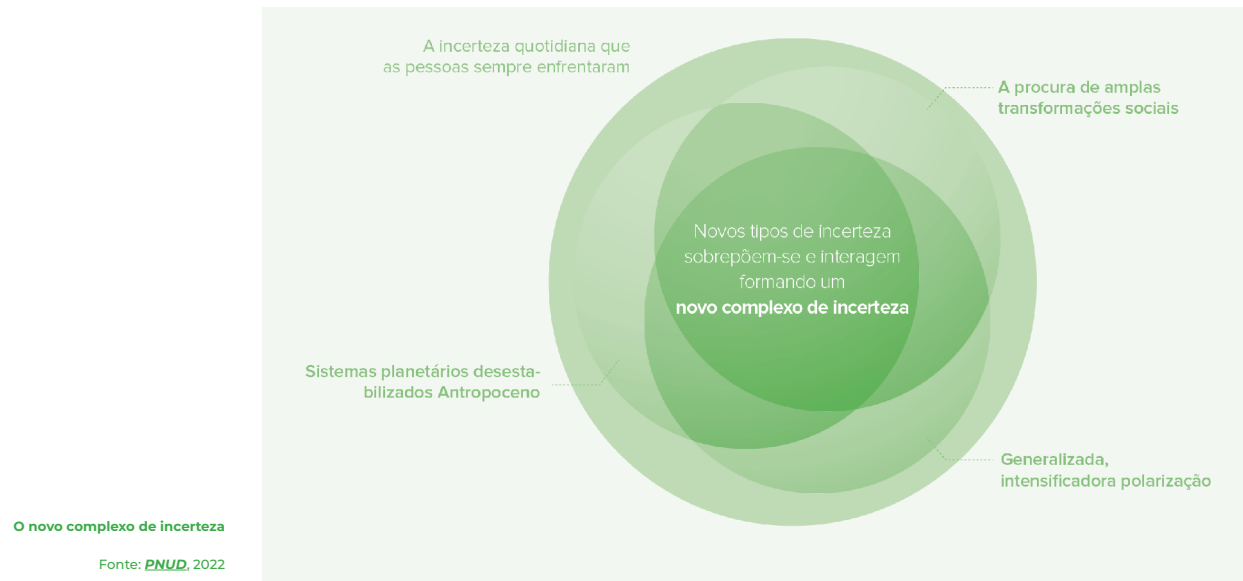 A incerteza quotidiana que
as pessoas sempre enfrentaram
A procura de amplas
transformações sociais
Novos tipos de incerteza
sobrepõem-se e interagem
formando um
novo complexo de incerteza
Sistemas planetários desesta-
bilizados Antropoceno
Generalizada,
intensificadora polarização
O novo complexo de incerteza
Fonte: PNUD, 2022